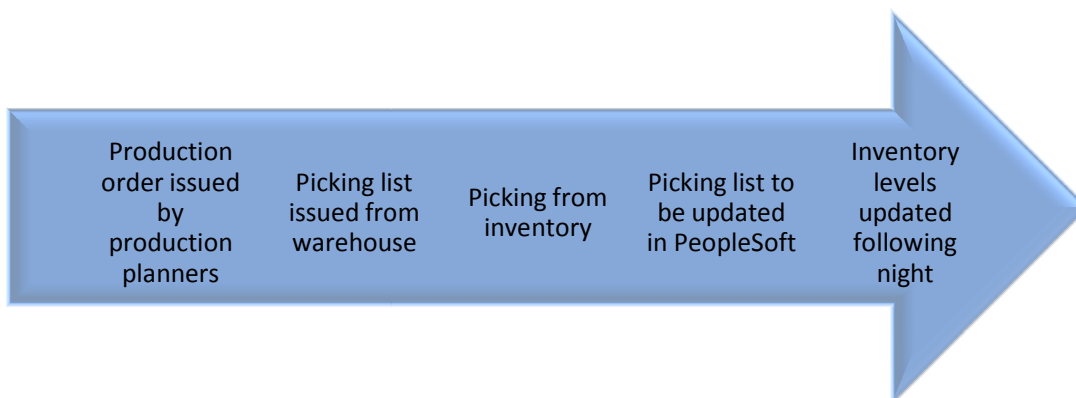 Production
order issued
by
production
planners
Picking list
issued from
warehouse
Picking from
inventory
Picking list to
be updated
in PeopleSoft
Inventory
levels
updated
following
night